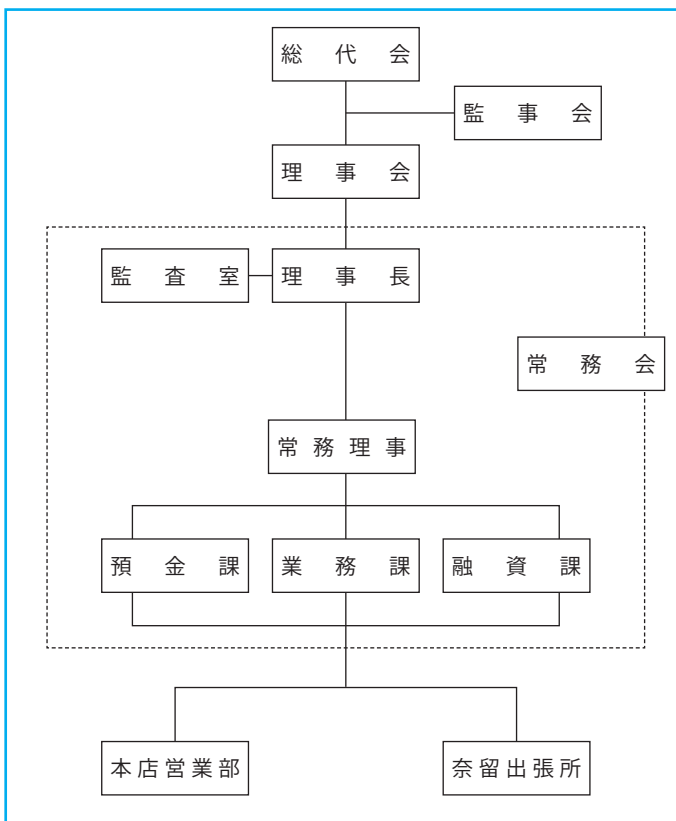 総代会
監事会
理事会
監査室
理事長
常務会
常務理事
預金課
業務課
融資課
本店営業部
奈留出張所